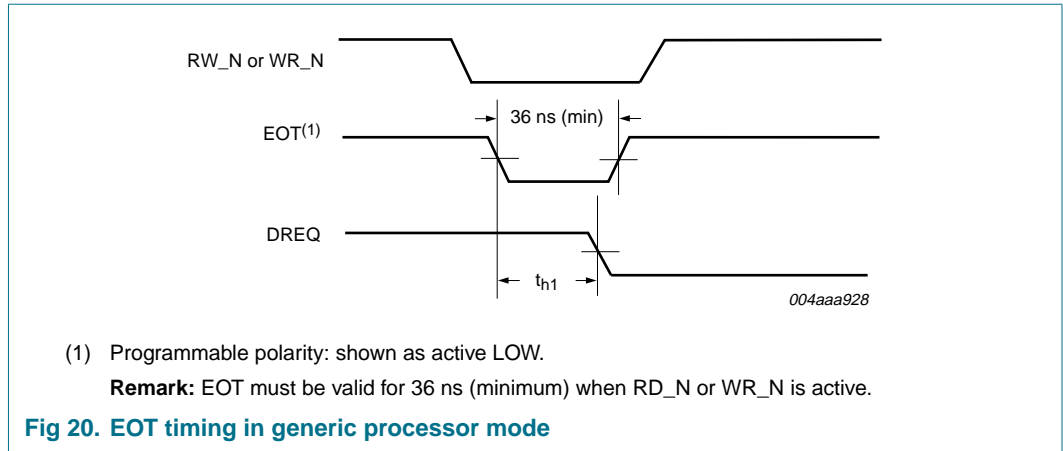 RW_N or WR_N
36 ns (min)
EOT(1)
DREQ
th1
004aaa928
(1) Programmable polarity: shown as active LOW.
Remark: EOT must be valid for 36 ns (minimum) when RD_N or WR_N is active.
Fig 20. EOT timing in generic processor mode